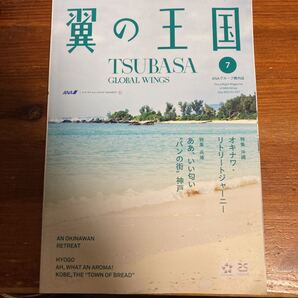 翼の王国
TSUBASA
GLOBAL WINGS
7
ANA
ANAグループ機内誌
特集 沖縄
オキナワ
リトリートジャーニー
特集 兵庫
ああ、いい匂い
“パンの街” 神戸
AN OKINAWAN
RETREAT
HYOGO
AH, WHAT AN AROMA!
KOBE, THE "TOWN OF BREAD"